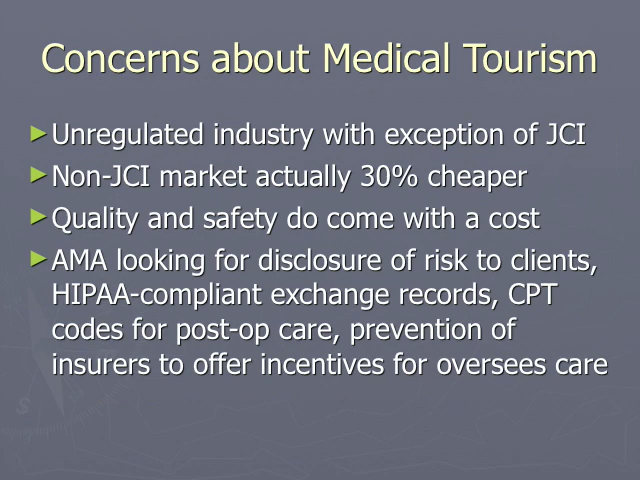 Concerns about Medical Tourism
Unregulated industry with exception of JCI
Non-JCI market actually 30% cheaper
Quality and safety do come with a cost
AMA looking for disclosure of risk to clients,
HIPAA-compliant exchange records, CPT
codes for post-op care, prevention of
insurers to offer incentives for oversees care
S